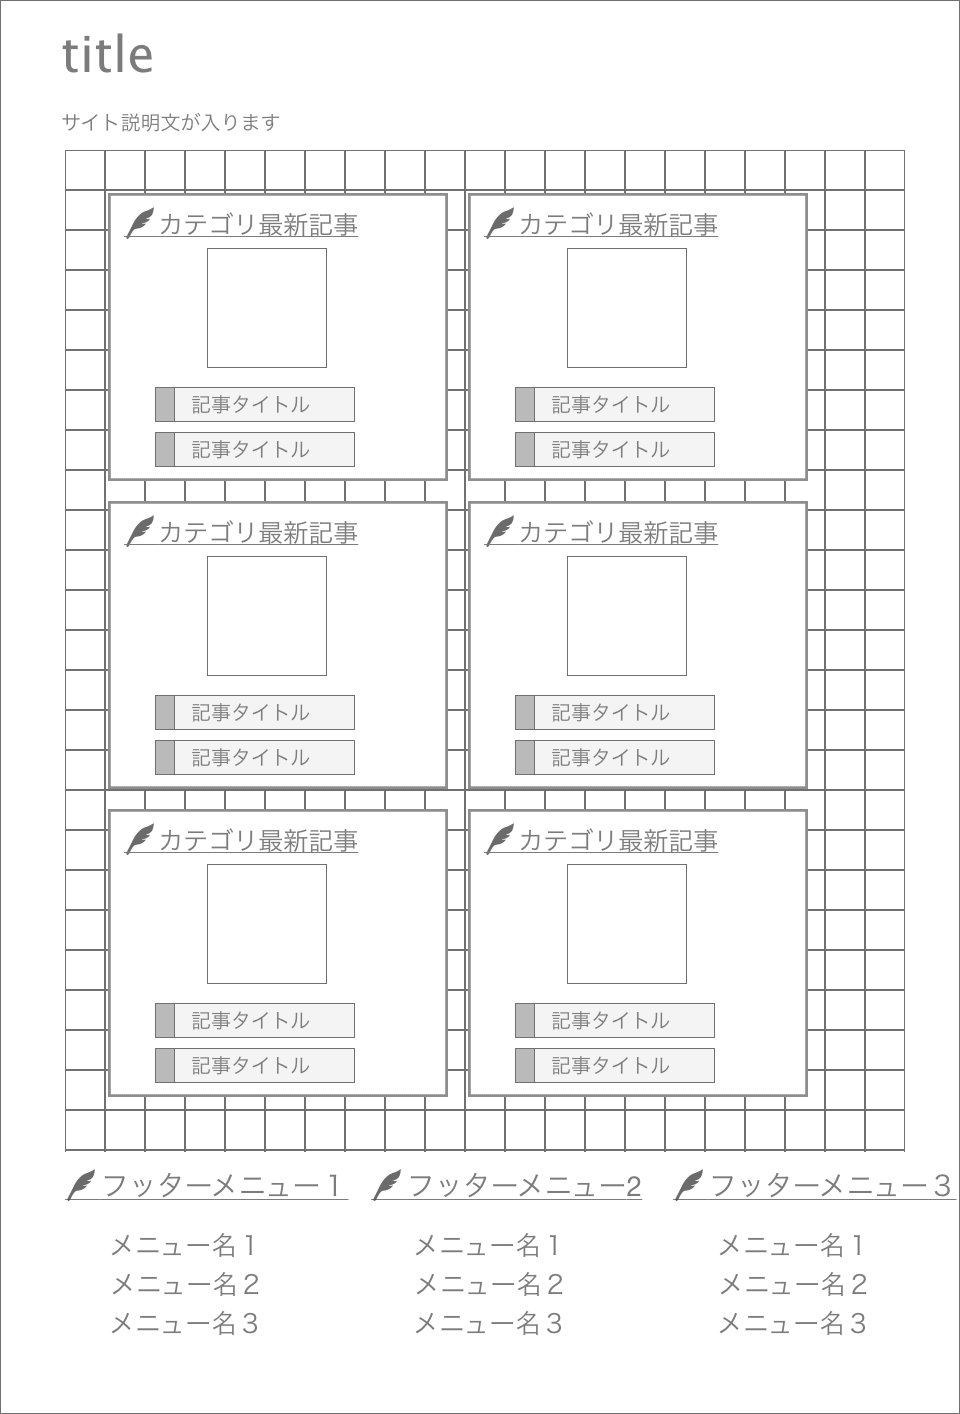 title
サイト説明文が入ります
カテゴリ最新記事
記事タイトル
記事タイトル
カテゴリ最新記事
記事タイトル
記事タイトル
カテゴリ最新記事
記事タイトル
記事タイトル
カテゴリ最新記事
記事タイトル
記事タイトル
カテゴリ最新記事
記事タイトル
記事タイトル
カテゴリ最新記事
記事タイトル
記事タイトル
フッターメニュー１
メニュー名１
メニュー名２
メニュー名３
フッターメニュー2
メニュー名１
メニュー名２
メニュー名３
フッターメニュー３
メニュー名１
メニュー名２
メニュー名３